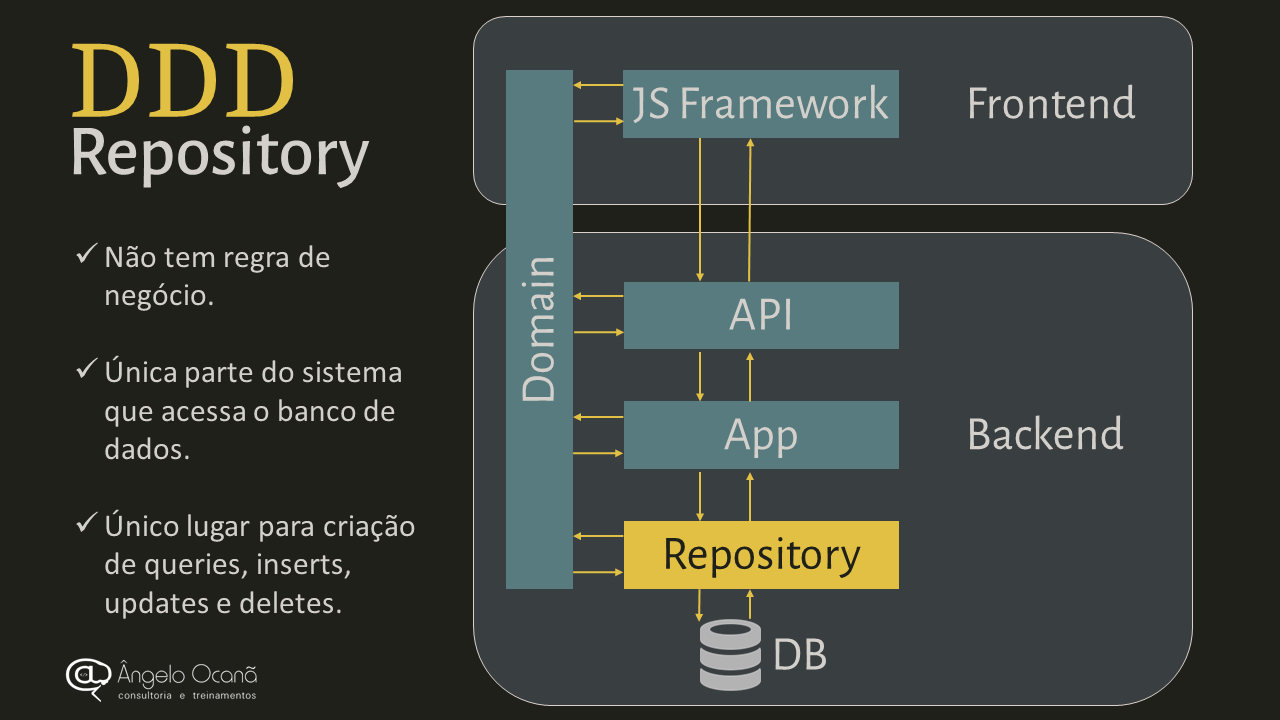 DDD
Repository
Não tem regra de
negócio.
Única parte do sistema
que acessa o banco de
dados.
Único lugar para criação
de queries, inserts,
updates e deletes.
Ângelo Ocanã
consultoria e treinamentos
JS Framework
Frontend
Domain
API
App
Backend
Repository
DB